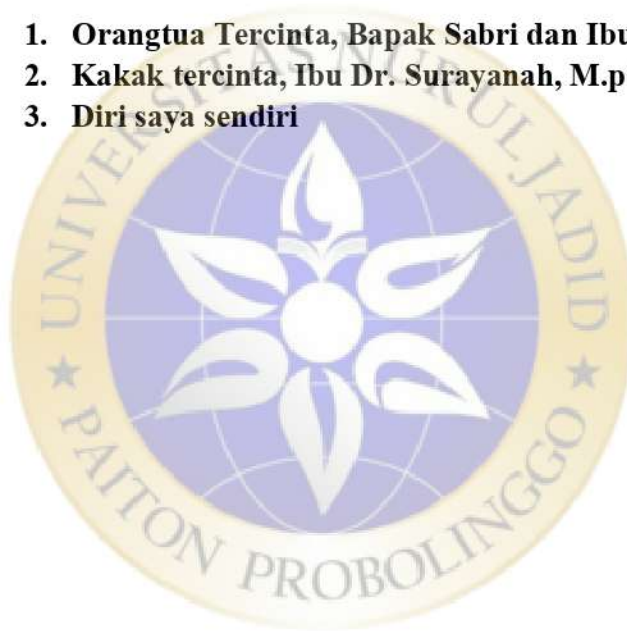 1. Orangtua Tercinta, Bapak Sabri dan Ibu
2. Kakak tercinta, Ibu Dr. Surayanah, M.p
3. Diri saya sendiri
UNIVERSITAS NURUL JADID
★ PAITON PROBOLINGGO ★